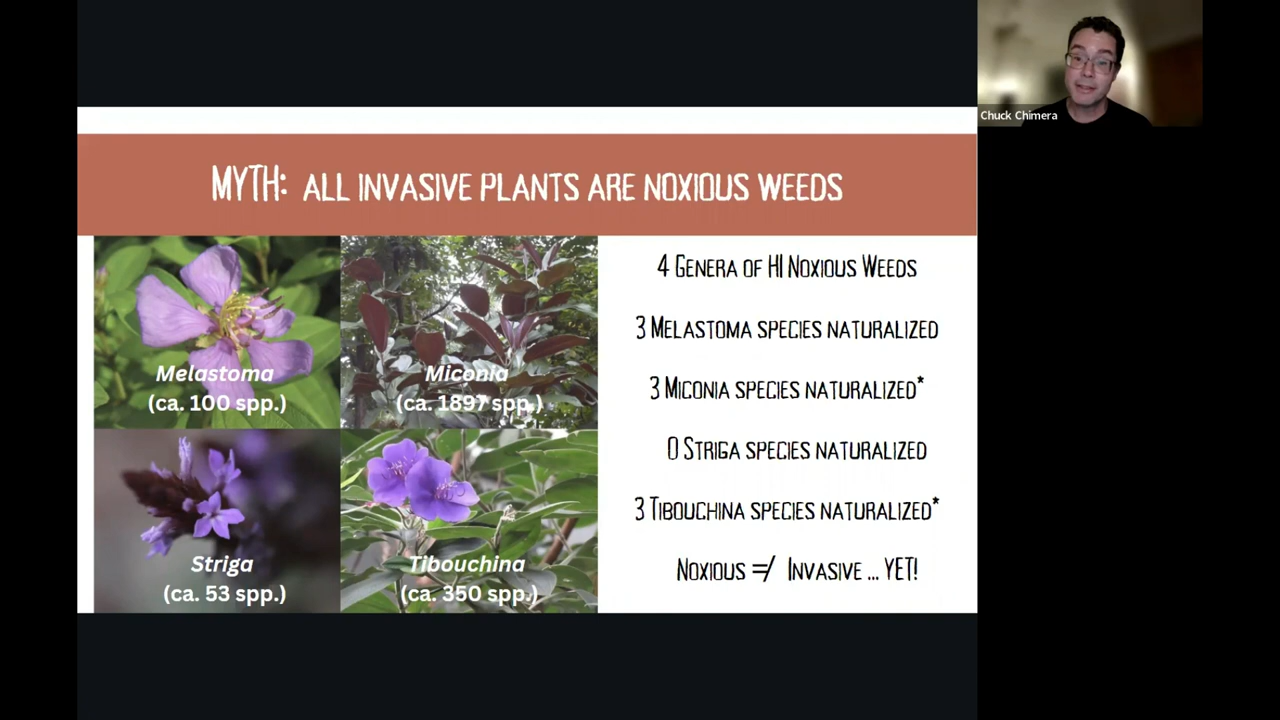 Chuck Chimera
MYTH: ALL INVASIVE PLANTS ARE NOXIOUS WEEDS
Melastoma
(ca. 100 spp.)
Miconia
(ca. 1897 spp.)
Striga
(ca. 53 spp.)
Tibouchina
(ca. 350 spp.)
4 GENERA OF HI NOXIOUS WEEDS
3 MELASTOMA SPECIES NATURALIZED
3 MICONIA SPECIES NATURALIZED*
0 STRIGA SPECIES NATURALIZED
3 TIBOUCHINA SPECIES NATURALIZED*
NOXIOUS =/ INVASIVE ... YET!